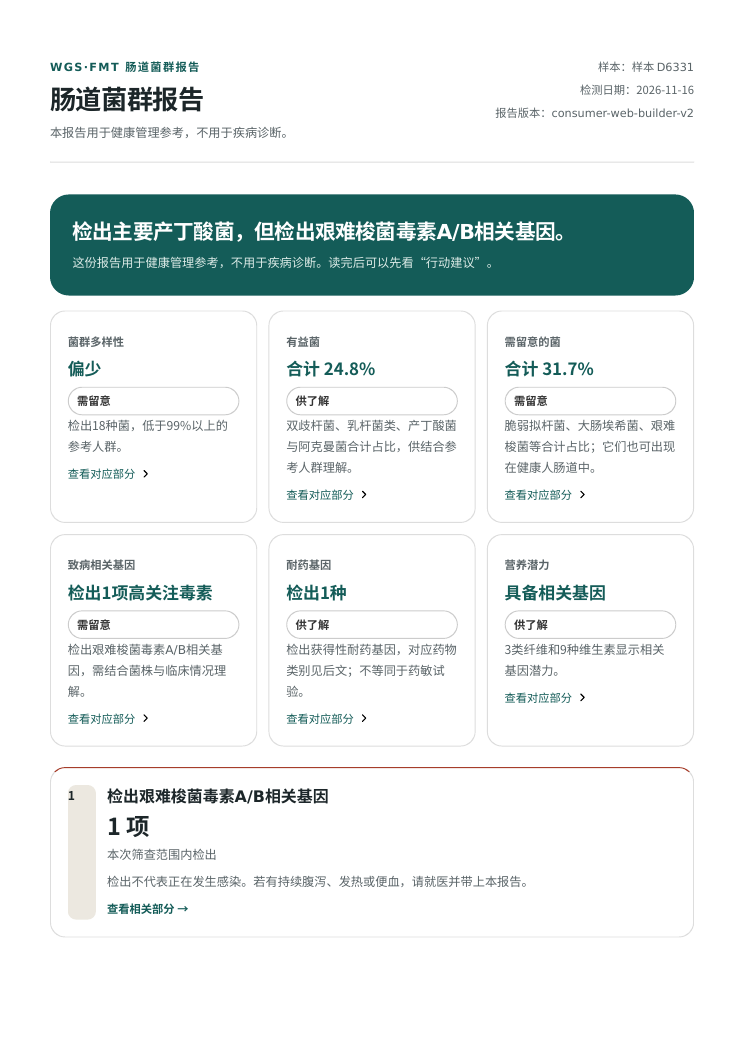 WGS·FMT 肠道菌群报告
肠道菌群报告
本报告用于健康管理参考，不用于疾病诊断。
样本：样本 D6331
检测日期：2026-11-16
报告版本：consumer-web-builder-v2
检出主要产丁酸菌，但检出艰难梭菌毒素A/B相关基因。
这份报告用于健康管理参考，不用于疾病诊断。读完后可以先看“行动建议”。
菌群多样性
偏少
需留意
检出18种菌，低于99%以上的
参考人群。
查看对应部分 ›
有益菌
合计 24.8%
供了解
双歧杆菌、乳杆菌类、产丁酸菌
与阿克曼菌合计占比，供结合参
考人群理解。
查看对应部分 ›
需留意的菌
合计 31.7%
需留意
脆弱拟杆菌、大肠埃希菌、艰难
梭菌等合计占比；它们也可出现
在健康人肠道中。
查看对应部分 ›
致病相关基因
检出1项高关注毒素
需留意
检出艰难梭菌毒素A/B相关基
因，需结合菌株与临床情况理
解。
查看对应部分 ›
耐药基因
检出1种
供了解
检出获得性耐药基因，对应药物
类别见后文；不等同于药敏试
验。
查看对应部分 ›
营养潜力
具备相关基因
供了解
3类纤维和9种维生素显示相关
基因潜力。
查看对应部分 ›
1
检出艰难梭菌毒素A/B相关基因
1 项
本次筛查范围内检出
检出不代表正在发生感染。若有持续腹泻、发热或便血，请就医并带上本报告。
查看相关部分 →